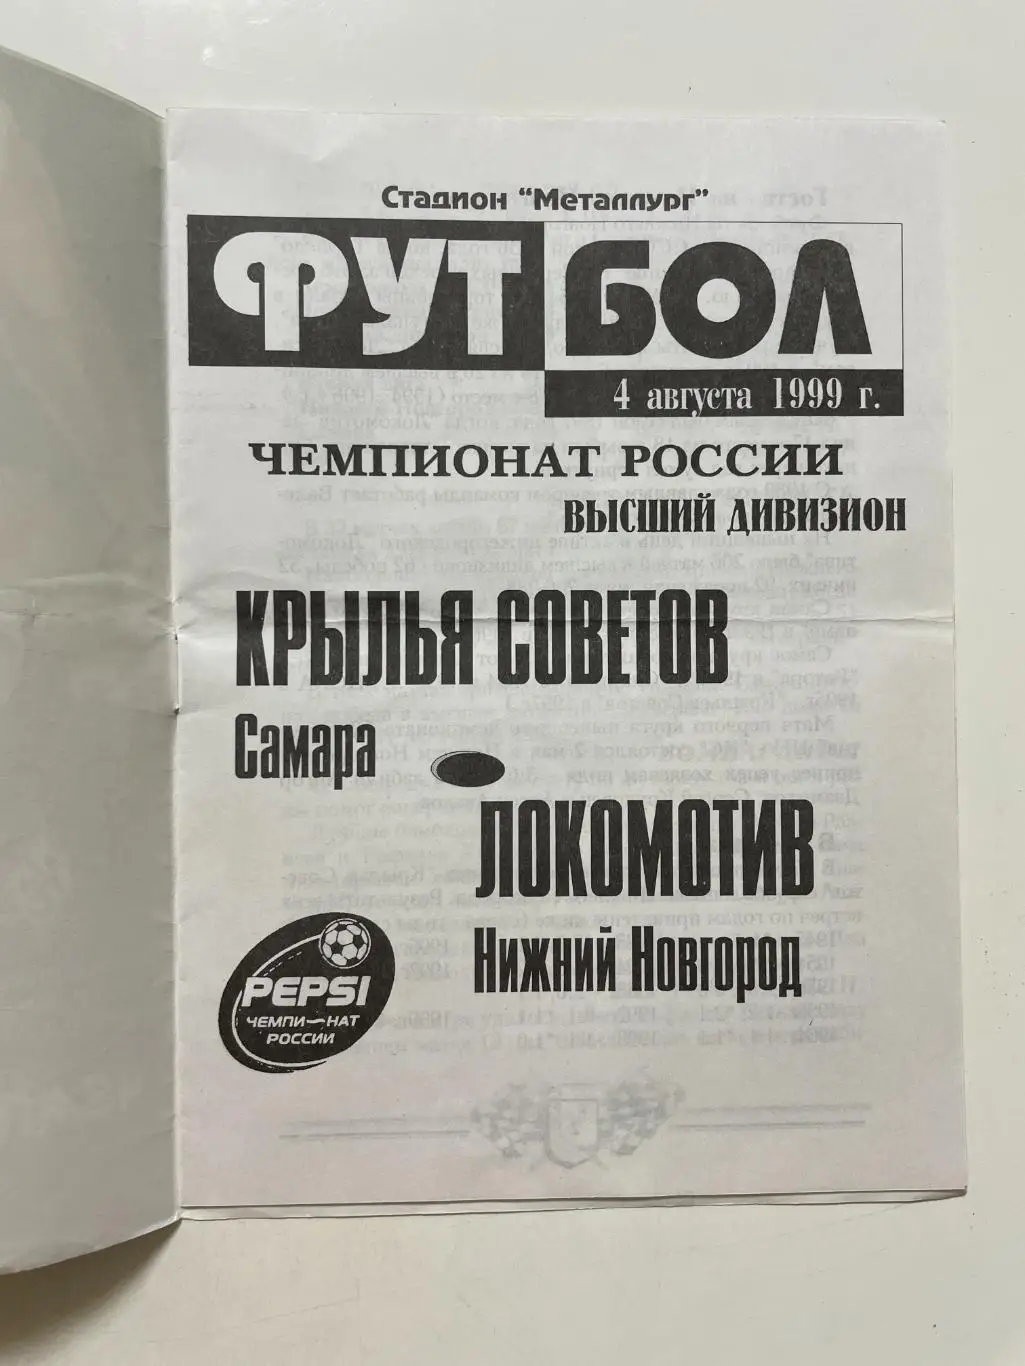 Стадион "Металлург"
ФУТБОЛ
4 августа 1999 г.
ЧЕМПИОНАТ РОССИИ
ВЫСШИЙ ДИВИЗИОН
КРЫЛЬЯ СОВЕТОВ
Самара
ЛОКОМОТИВ
Нижний Новгород
PEPSI
ЧЕМПИ—НАТ
РОССИИ